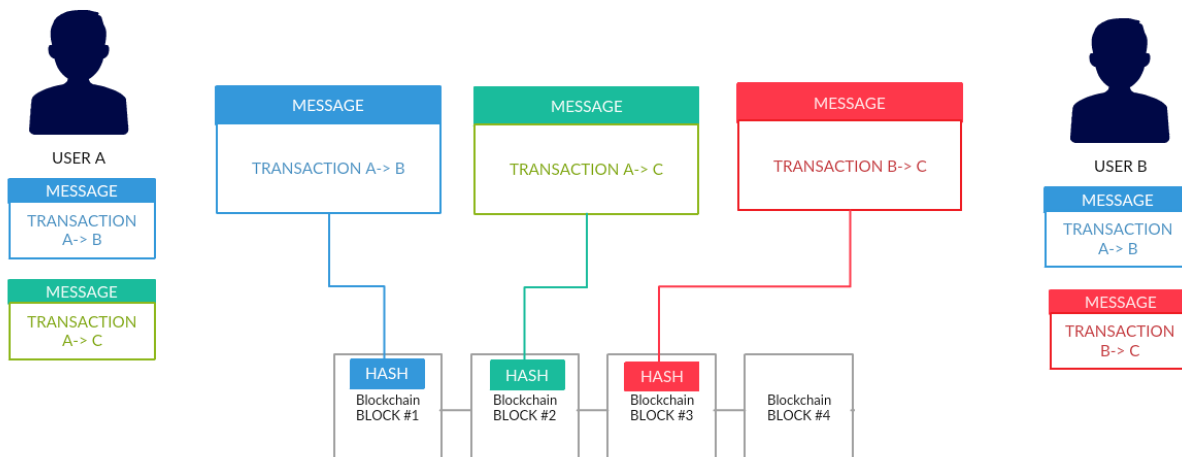 USER A
MESSAGE
TRANSACTION
A-> B
MESSAGE
TRANSACTION
A-> C
MESSAGE
TRANSACTION A-> B
MESSAGE
TRANSACTION A-> C
MESSAGE
TRANSACTION B-> C
HASH
Blockchain
BLOCK #1
HASH
Blockchain
BLOCK #2
HASH
Blockchain
BLOCK #3
Blockchain
BLOCK #4
USER B
MESSAGE
TRANSACTION
A-> B
MESSAGE
TRANSACTION
B-> C